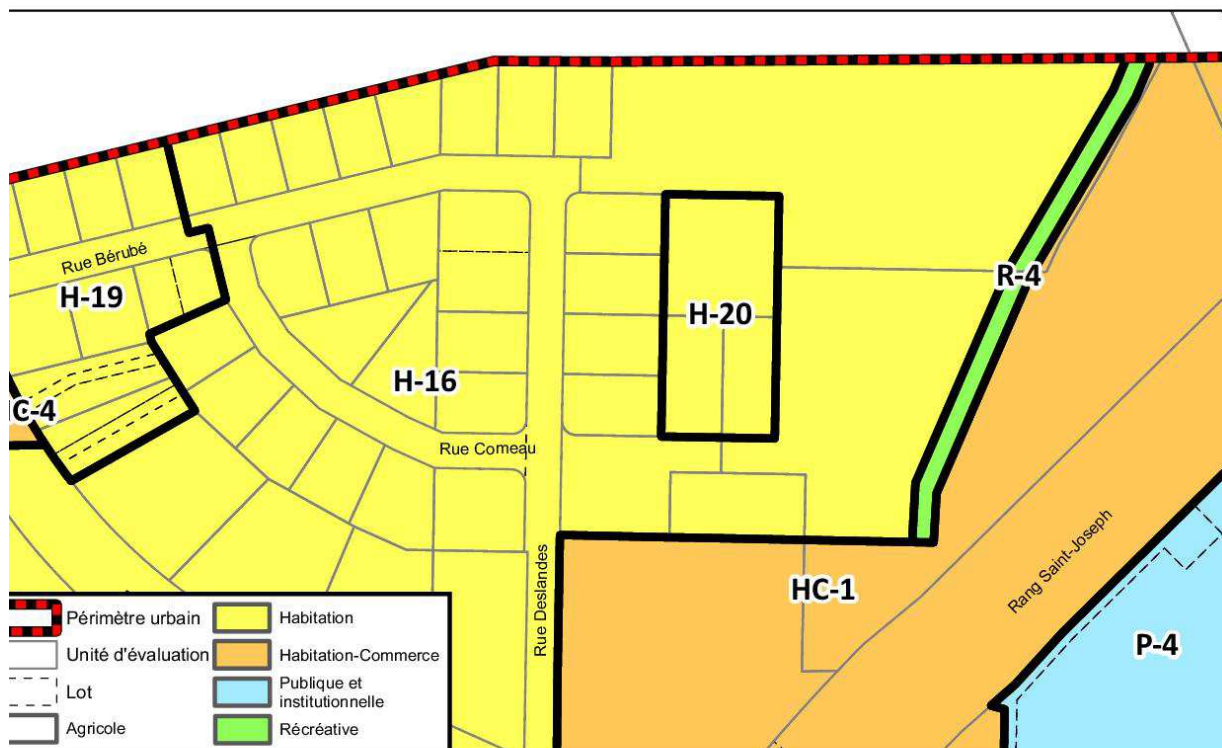 Rue Bérubé
H-19
R-4
H-20
H-16
C-4
Rue Comeau
Rue Deslandes
HC-1
Rang Saint-Joseph
P-4
Périmètre urbain
Unité d'évaluation
Lot
Agricole
Habitation
Habitation-Commerce
Publique et
institutionnelle
Récréative